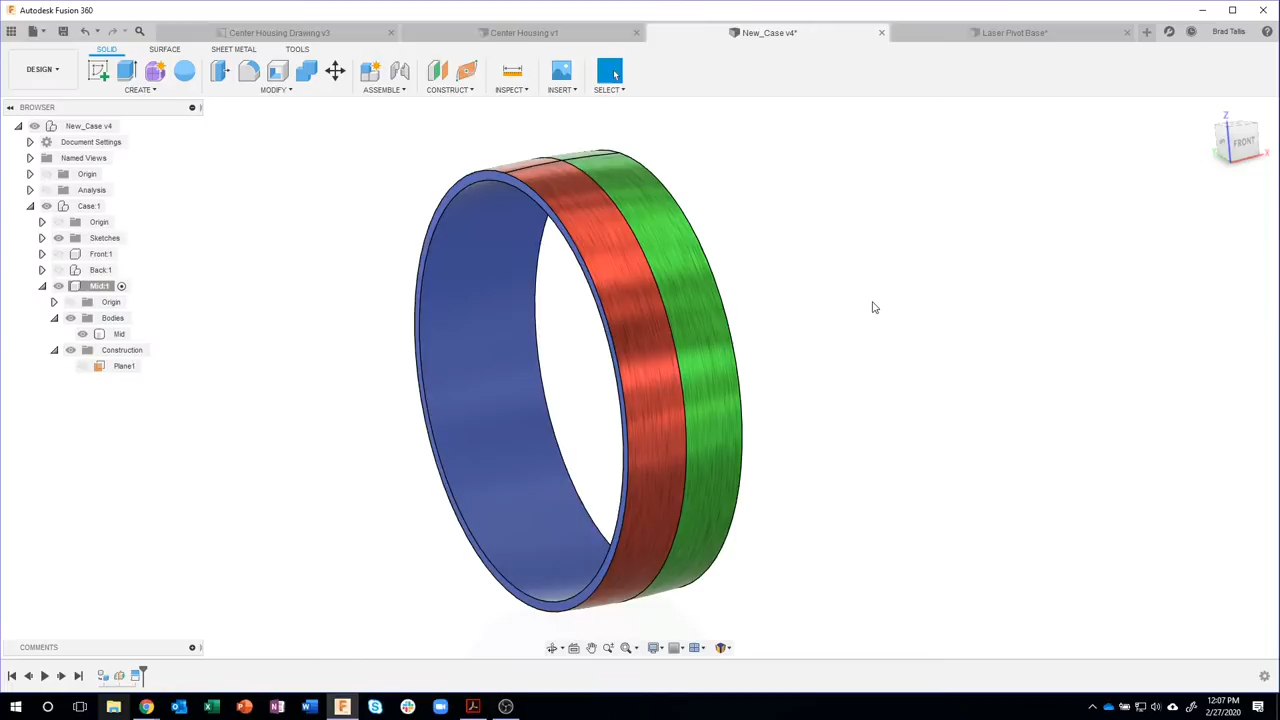 Autodesk Fusion 360
Center Housing Drawing v3
Center Housing v1
New_Case v4*
Laser Pivot Base*
Brad Tallis
SOLID
SURFACE
SHEET METAL
TOOLS
DESIGN
CREATE
MODIFY
ASSEMBLE
CONSTRUCT
INSPECT
INSERT
SELECT
BROWSER
New_Case v4
Document Settings
Named Views
Origin
Analysis
Case:1
Origin
Sketches
Front:1
Back:1
Mid:1
Origin
Bodies
Mid
Construction
Plane1
Z
FRONT
X
COMMENTS
12:07 PM
2/27/2020